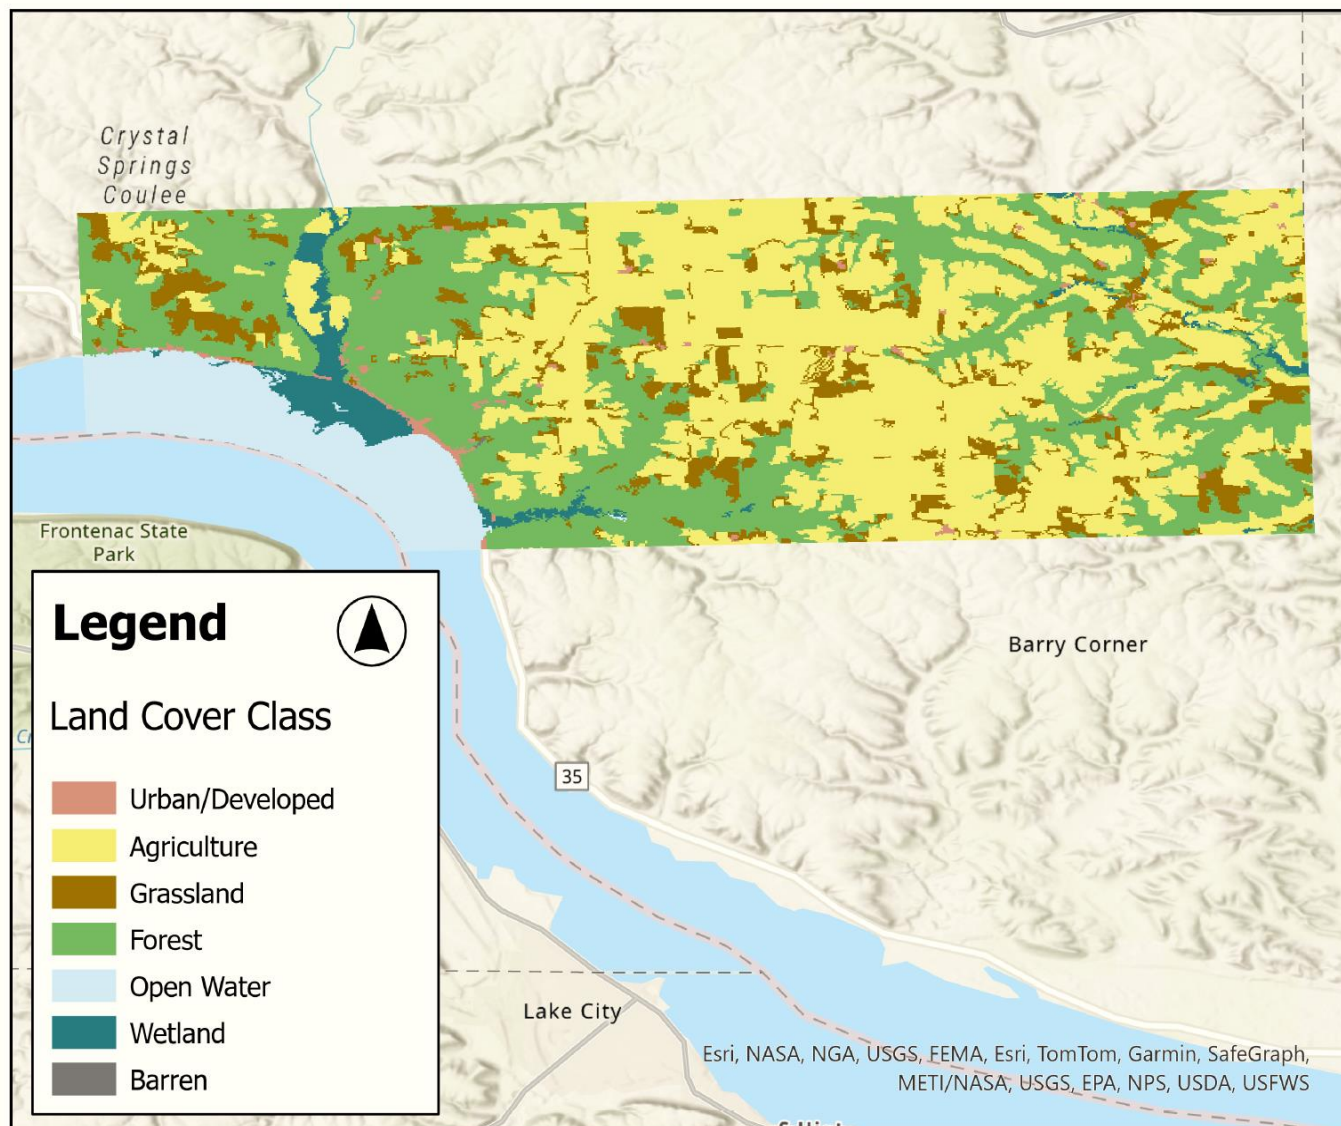 Crystal
Springs
Coulee
Frontenac State
Park
Legend
Land Cover Class
Urban/Developed
Agriculture
Grassland
Forest
Open Water
Wetland
Barren
Barry Corner
35
Lake City
Esri, NASA, NGA, USGS, FEMA, Esri, TomTom, Garmin, SafeGraph,
METI/NASA, USGS, EPA, NPS, USDA, USFWS